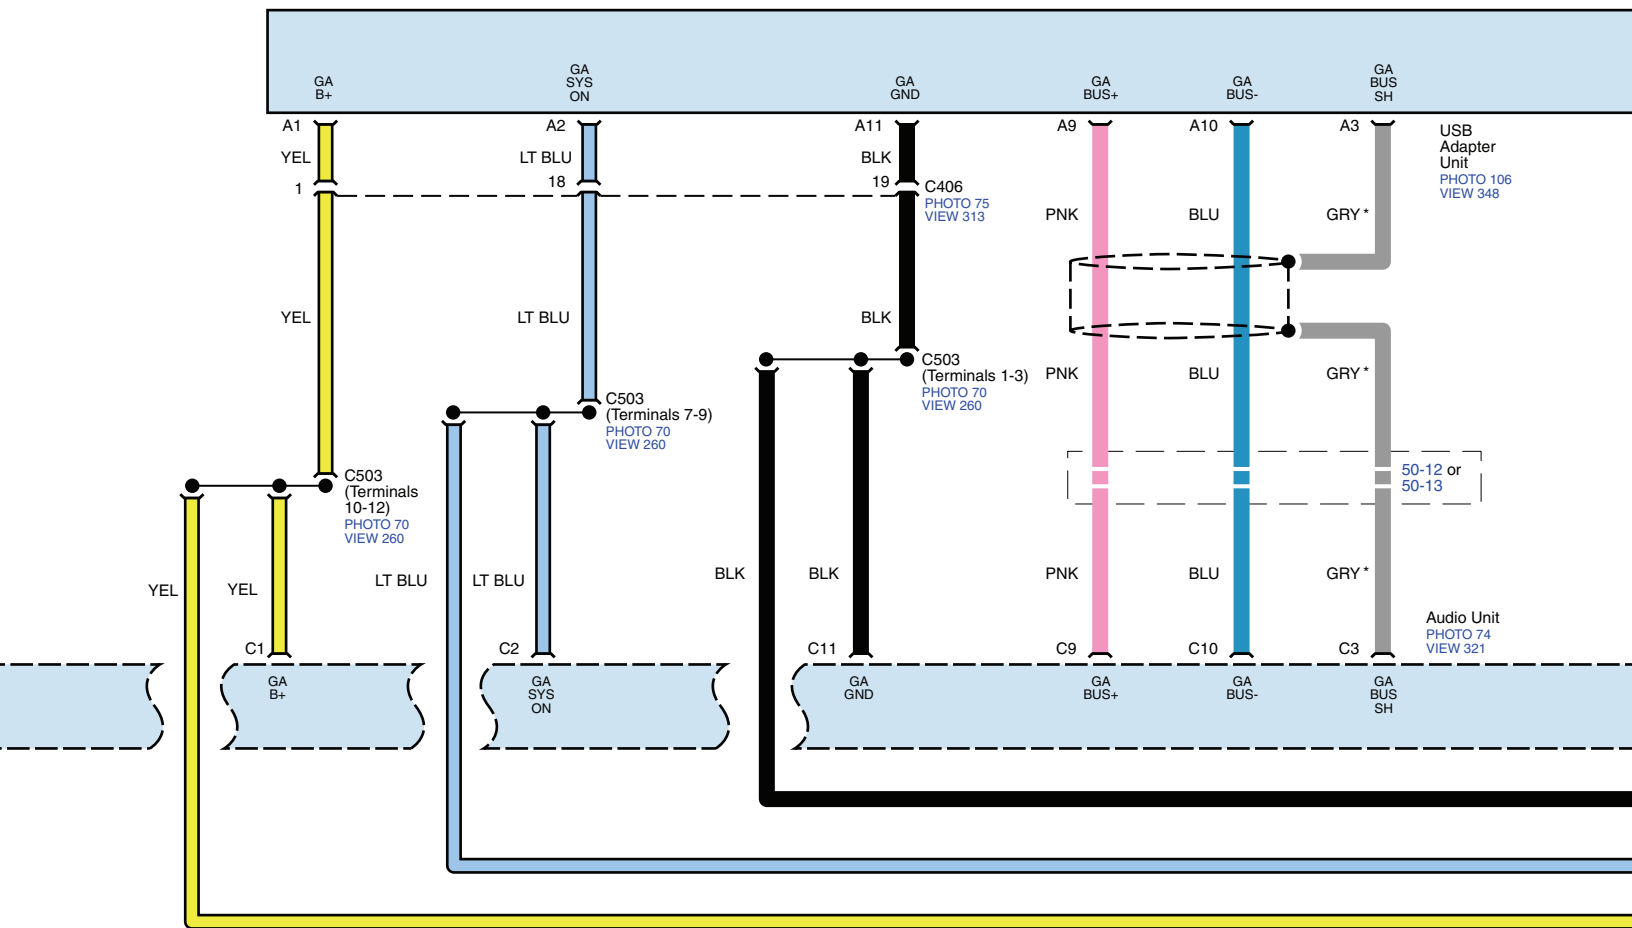 GA
B+
GA
SYS
ON
GA
GND
GA
BUS+
GA
BUS-
GA
BUS
SH
A1
A2
A11
A9
A10
A3
USB
Adapter
Unit
PHOTO 106
VIEW 348
YEL
LT BLU
BLK
1
18
19
C406
PHOTO 75
VIEW 313
PNK
BLU
GRY *
YEL
LT BLU
BLK
C503
(Terminals 1-3)
PHOTO 70
VIEW 260
PNK
BLU
GRY *
C503
(Terminals 7-9)
PHOTO 70
VIEW 260
C503
(Terminals
10-12)
PHOTO 70
VIEW 260
50-12 or
50-13
YEL
YEL
LT BLU
LT BLU
BLK
BLK
PNK
BLU
GRY *
Audio Unit
PHOTO 74
VIEW 321
C1
C2
C11
C9
C10
C3
GA
B+
GA
SYS
ON
GA
GND
GA
BUS+
GA
BUS-
GA
BUS
SH